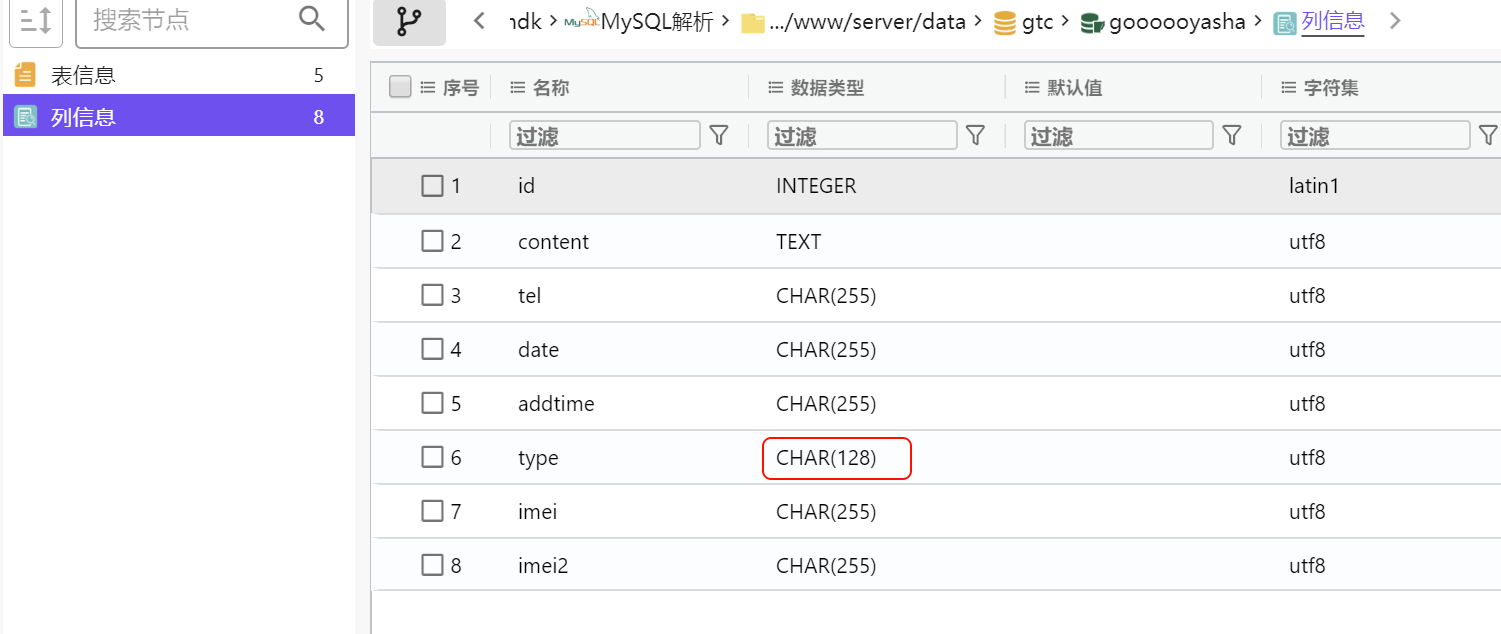 搜索节点
表信息 5
列信息 8
ndk > MySQL MySQL解析 > .../www/server/data > gtc > goooooyasha > 列信息
序号 名称 数据类型 默认值 字符集
过滤 过滤 过滤 过滤
1 id INTEGER latin1
2 content TEXT utf8
3 tel CHAR(255) utf8
4 date CHAR(255) utf8
5 addtime CHAR(255) utf8
6 type CHAR(128) utf8
7 imei CHAR(255) utf8
8 imei2 CHAR(255) utf8